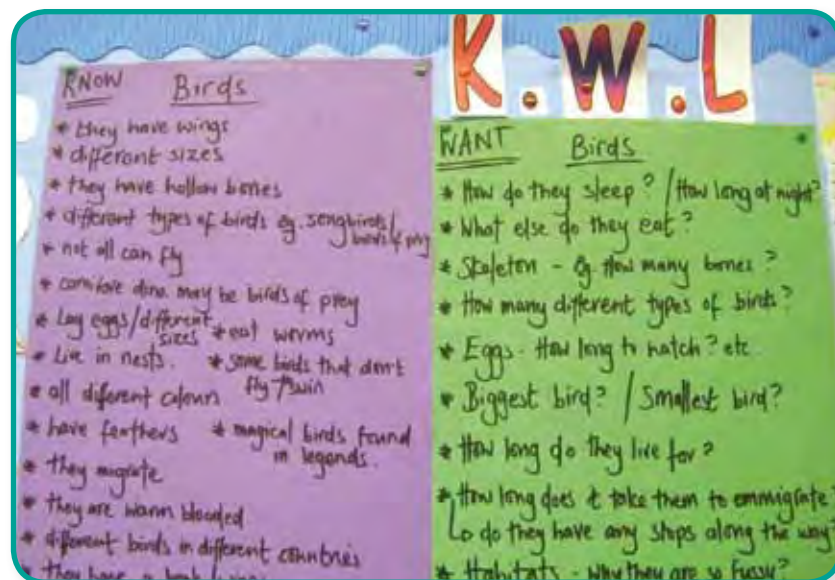 K.W.L
KNOW Birds
* they have wings
* different sizes
* they have hollow bones
* different types of birds eg. songbirds/
birds of prey
* not all can fly
* carnivore dino. may be birds of prey
* Lay eggs/different
sizes * eat worms
* Live in nests. * some birds that don't
fly → swim
* all different colours
* have feathers * magical birds found
in legends.
* they migrate
* they are warm blooded
* different birds in different countries
* they have a beak
WANT Birds
* How do they sleep? / How long at night?
* What else do they eat?
* Skeleton - Eg. How many bones?
* How many different types of birds?
* Eggs - How long to hatch? etc
* Biggest bird? / Smallest bird?
* How long do they live for?
* How long does it take them to emmigrate?
do they have any stops along the way
* Habitats - Why they are so fussy?